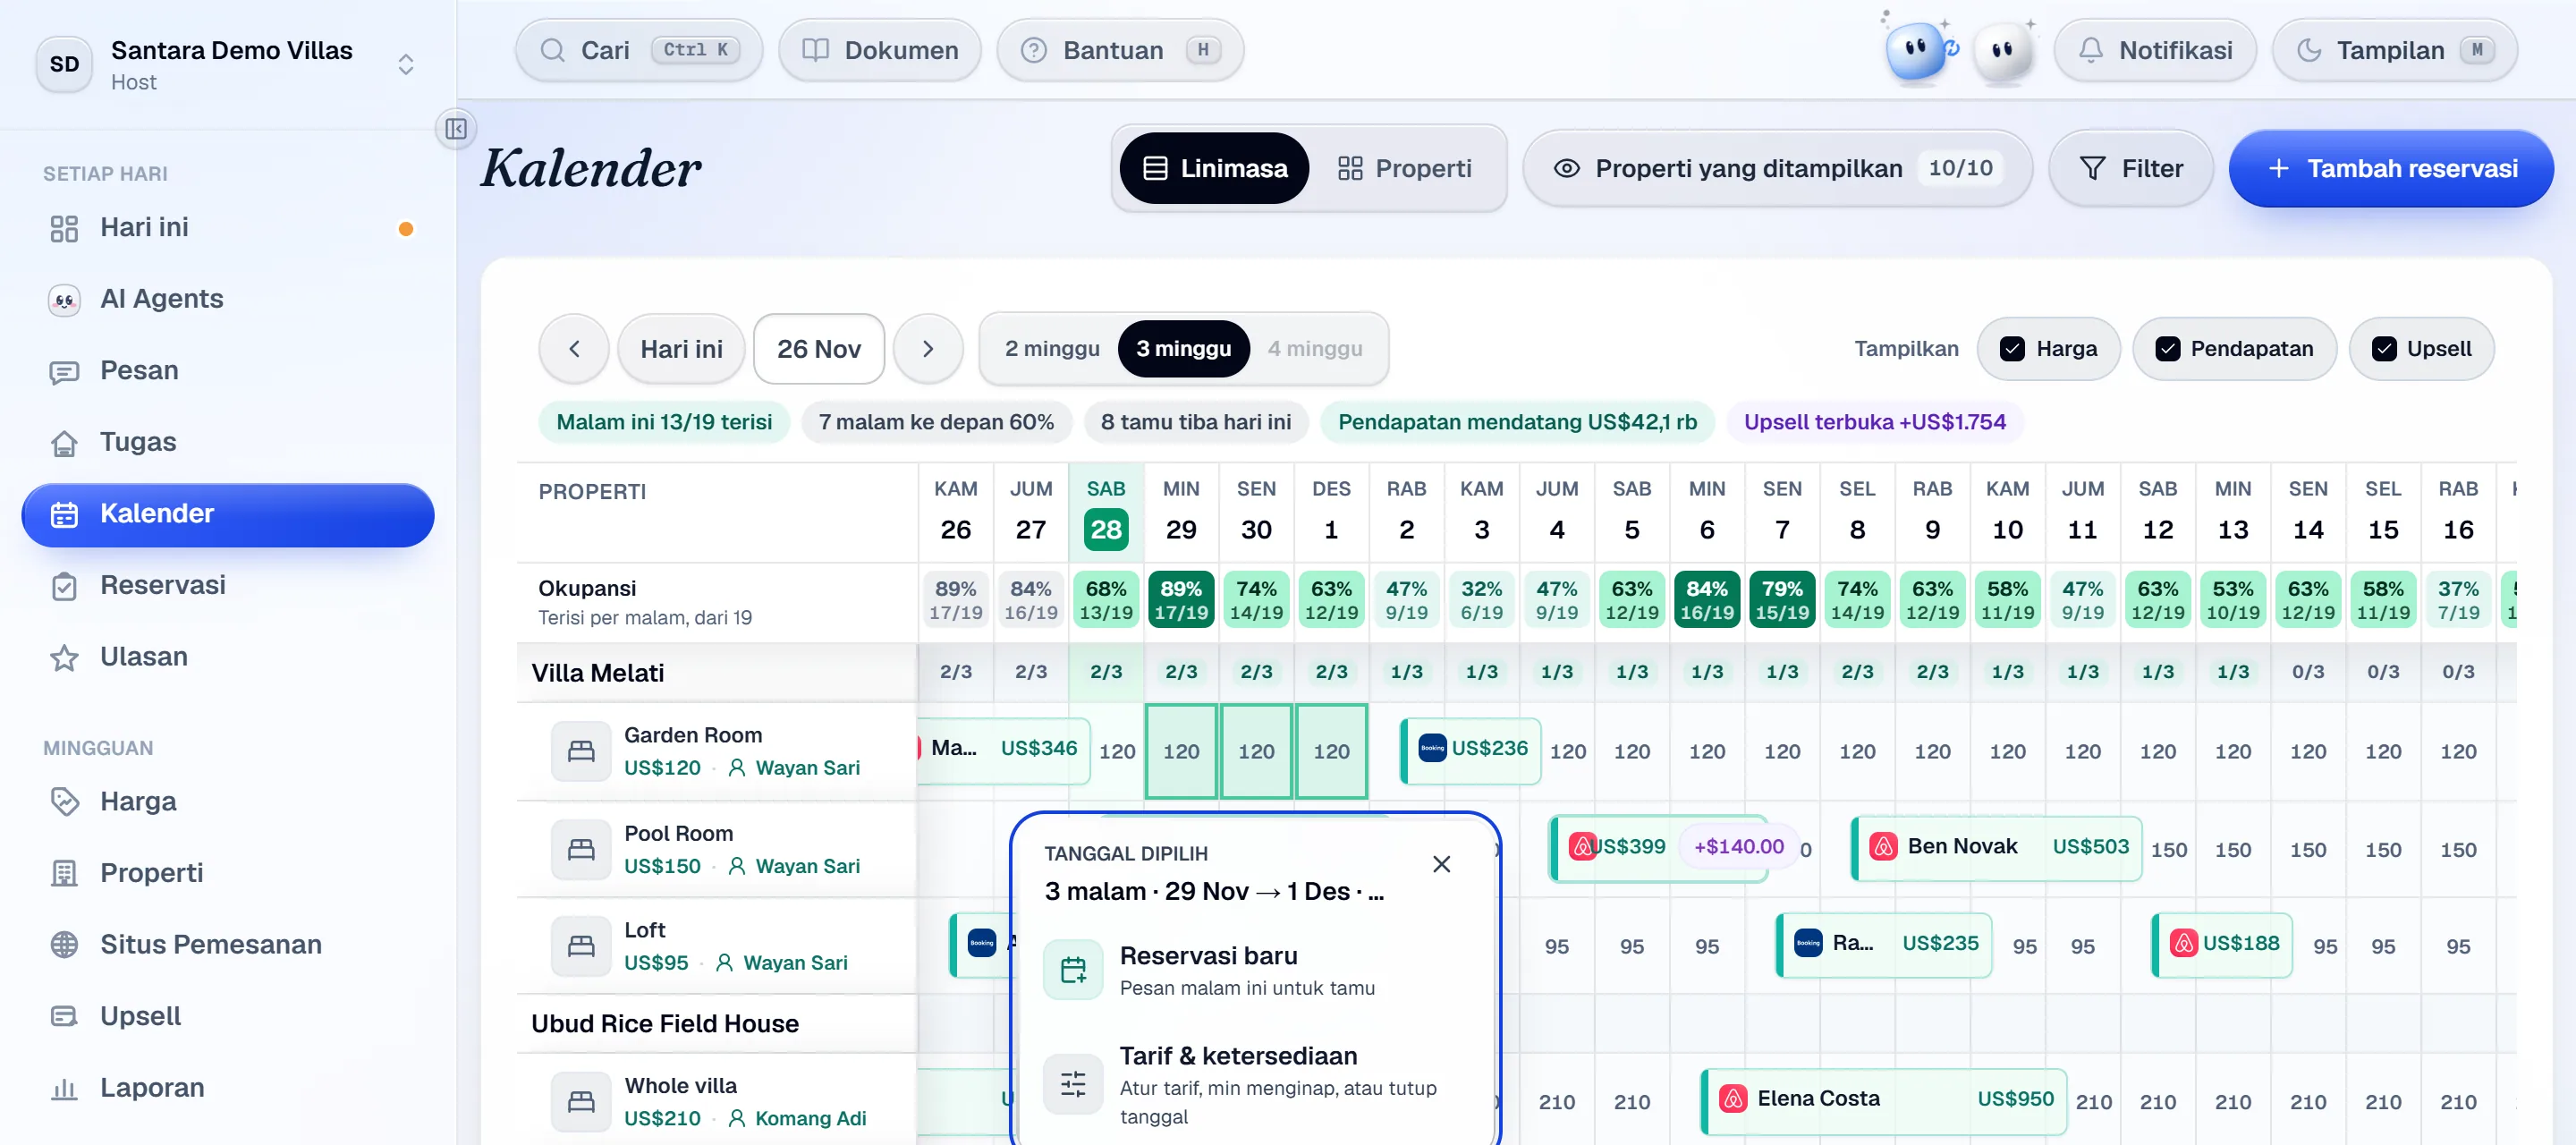 SD
Santara Demo Villas
Host
Cari Ctrl K
Dokumen
Bantuan H
Notifikasi
Tampilan M
SETIAP HARI
Hari ini
AI Agents
Pesan
Tugas
Kalender
Reservasi
Ulasan
MINGGUAN
Harga
Properti
Situs Pemesanan
Upsell
Laporan
Kalender
Linimasa
Properti
Properti yang ditampilkan 10/10
Filter
Tambah reservasi
Hari ini
26 Nov
2 minggu
3 minggu
4 minggu
Tampilkan
Harga
Pendapatan
Upsell
Malam ini 13/19 terisi
7 malam ke depan 60%
8 tamu tiba hari ini
Pendapatan mendatang US$42,1 rb
Upsell terbuka +US$1.754
PROPERTI
KAM JUM SAB MIN SEN DES RAB KAM JUM SAB MIN SEN SEL RAB KAM JUM SAB MIN SEN SEL RAB
26 27 28 29 30 1 2 3 4 5 6 7 8 9 10 11 12 13 14 15 16
Okupansi
Terisi per malam, dari 19
89% 84% 68% 89% 74% 63% 47% 32% 47% 63% 84% 79% 74% 63% 58% 47% 63% 53% 63% 58% 37%
17/19 16/19 13/19 17/19 14/19 12/19 9/19 6/19 9/19 12/19 16/19 15/19 14/19 12/19 11/19 9/19 12/19 10/19 12/19 11/19 7/19
Villa Melati
2/3 2/3 2/3 2/3 2/3 2/3 1/3 1/3 1/3 1/3 1/3 1/3 2/3 2/3 1/3 1/3 1/3 1/3 0/3 0/3 0/3
Garden Room
US$120 · Wayan Sari
Ma... US$346 120 120 120 120 Booking US$236 120 120 120 120 120 120 120 120 120 120 120 120 120
Pool Room
US$150 · Wayan Sari
US$399 +$140.00 0 Ben Novak US$503 150 150 150 150 150
Loft
US$95 · Wayan Sari
Booking 95 95 95 Booking Ra... US$235 95 95 US$188 95 95 95
Ubud Rice Field House
Whole villa
US$210 · Komang Adi
210 210 210 Elena Costa US$950 210 210 210 210 210 210
TANGGAL DIPILIH
3 malam · 29 Nov → 1 Des · ...
Reservasi baru
Pesan malam ini untuk tamu
Tarif & ketersediaan
Atur tarif, min menginap, atau tutup
tanggal